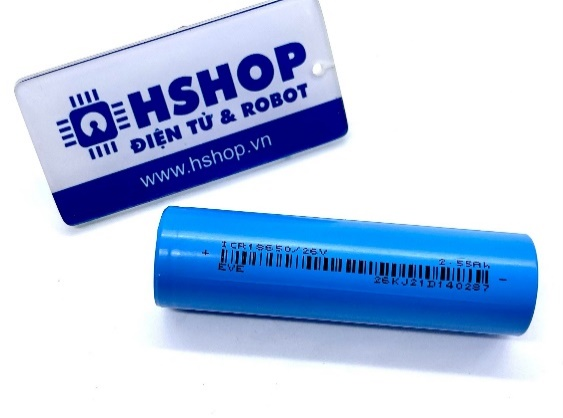 HSHOP
ĐIỆN TỬ & ROBOT
www.hshop.vn
+ ICR18650/26V 2.55Ah -
EVE 26KJ21D140287